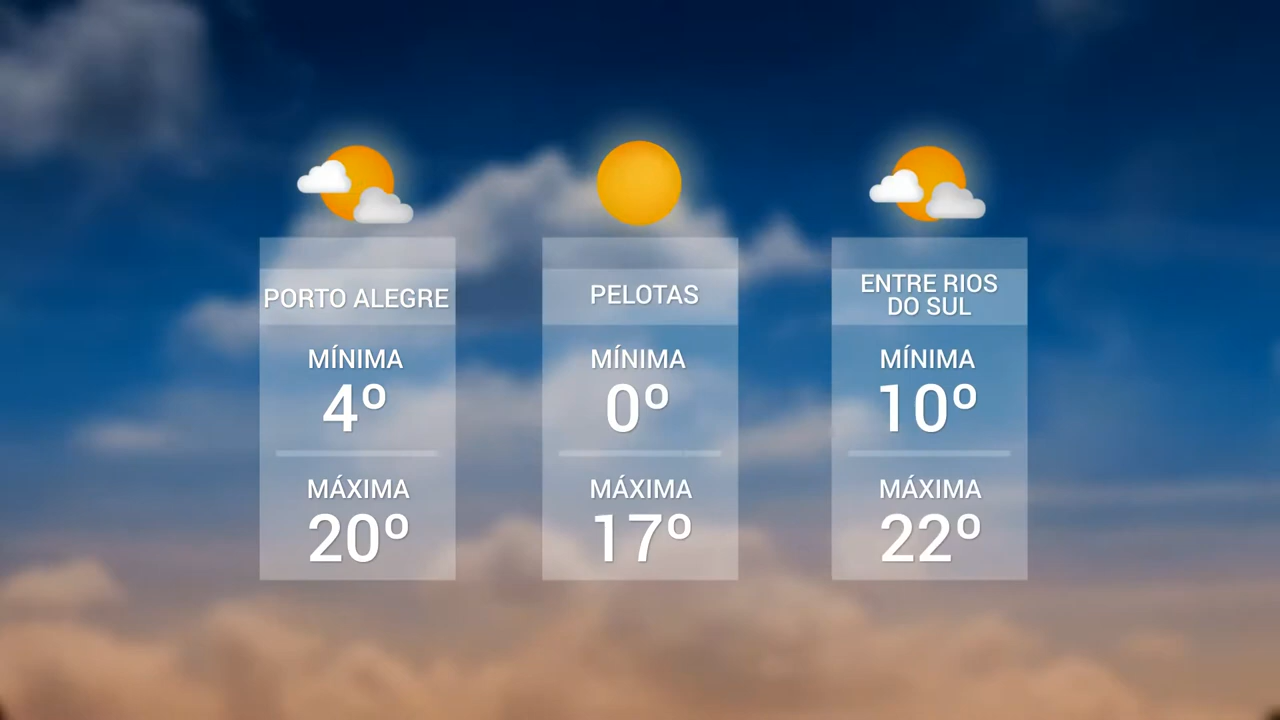 PORTO ALEGRE
MÍNIMA
4º
MÁXIMA
20º
PELOTAS
MÍNIMA
0º
MÁXIMA
17º
ENTRE RIOS
DO SUL
MÍNIMA
10º
MÁXIMA
22º